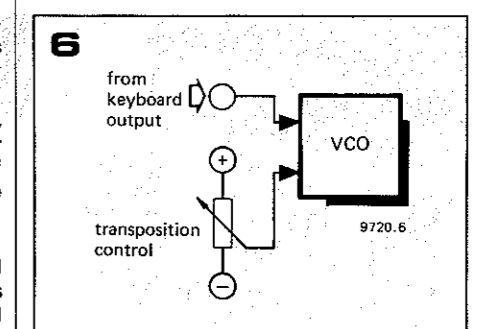 6
from
keyboard
output
VCO
+
transposition
control
–
9720.6